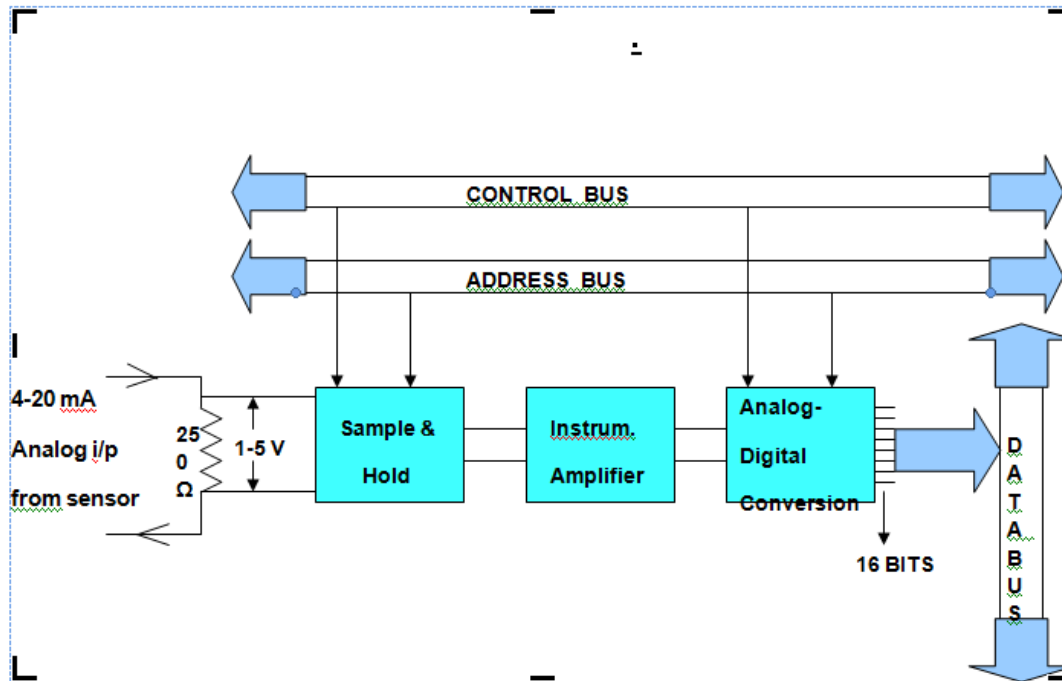 .
CONTROL BUS
ADDRESS BUS
4-20 mA
Analog i/p
from sensor
25
0
Ω
1-5 V
Sample &
Hold
Instrum.
Amplifier
Analog-
Digital
Conversion
16 BITS
D
A
T
A
B
U
S